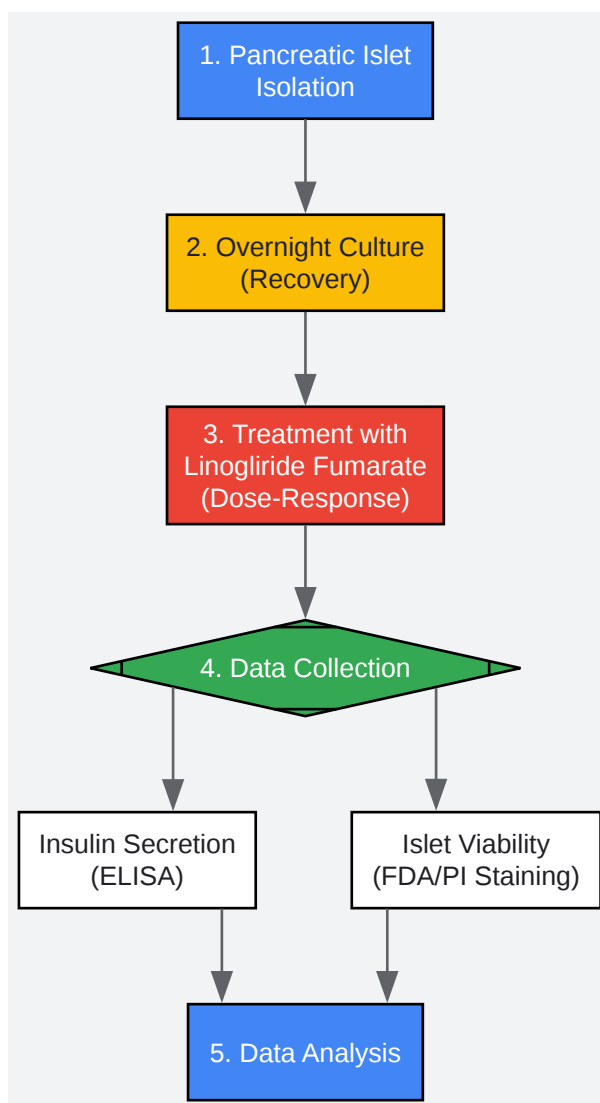 1. Pancreatic Islet
Isolation
2. Overnight Culture
(Recovery)
3. Treatment with
Linogliride Fumarate
(Dose-Response)
4. Data Collection
Insulin Secretion
(ELISA)
Islet Viability
(FDA/PI Staining)
5. Data Analysis